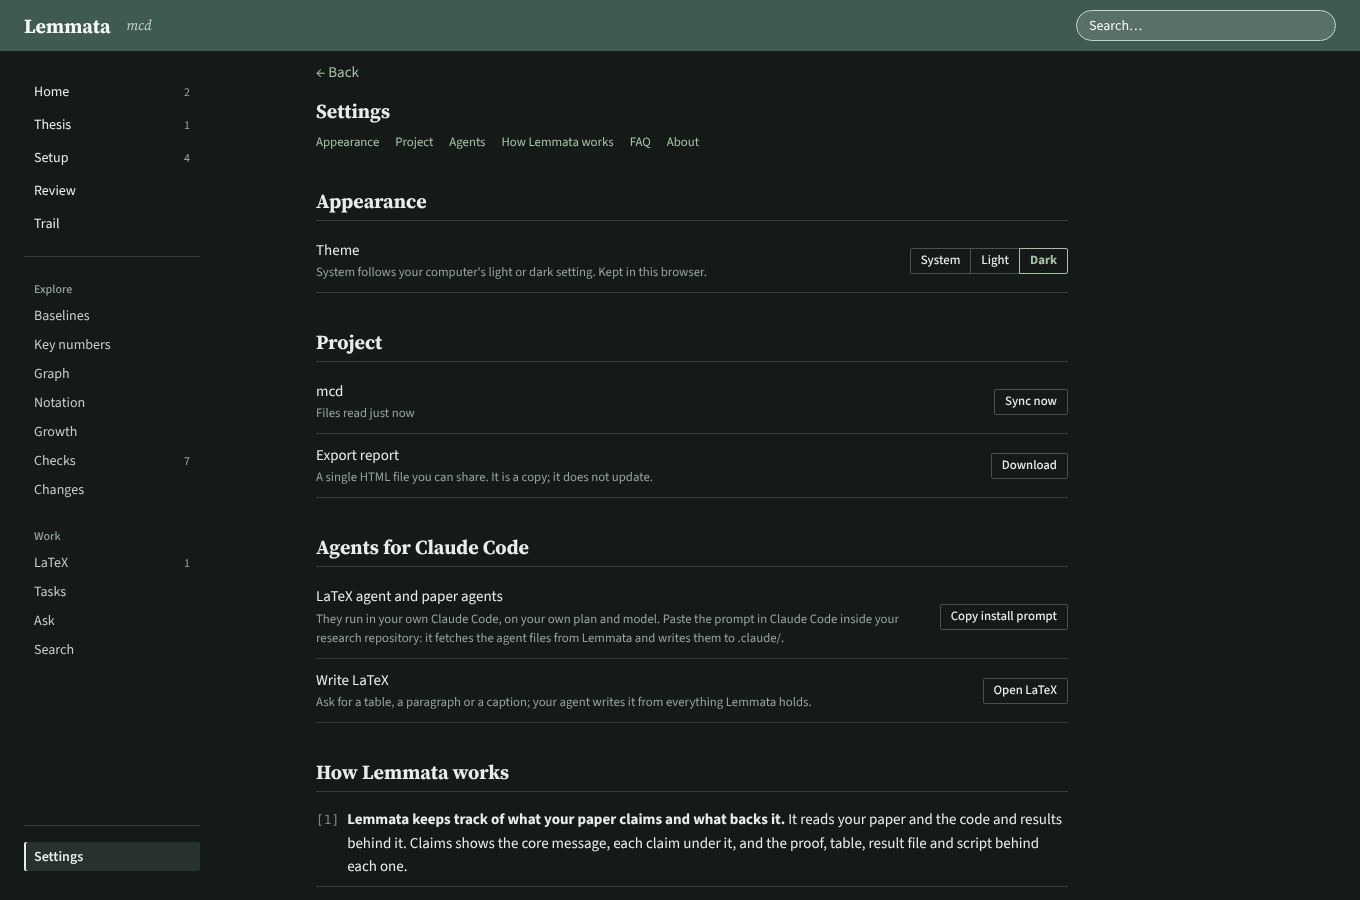 Lemmata mcd
Search…
Home 2
Thesis 1
Setup 4
Review
Trail
Explore
Baselines
Key numbers
Graph
Notation
Growth
Checks 7
Changes
Work
LaTeX 1
Tasks
Ask
Search
Settings
← Back
Settings
Appearance Project Agents How Lemmata works FAQ About
Appearance
Theme
System follows your computer's light or dark setting. Kept in this browser.
System Light Dark
Project
mcd
Files read just now
Sync now
Export report
A single HTML file you can share. It is a copy; it does not update.
Download
Agents for Claude Code
LaTeX agent and paper agents
They run in your own Claude Code, on your own plan and model. Paste the prompt in Claude Code inside your
research repository: it fetches the agent files from Lemmata and writes them to .claude/.
Copy install prompt
Write LaTeX
Ask for a table, a paragraph or a caption; your agent writes it from everything Lemmata holds.
Open LaTeX
How Lemmata works
[1] Lemmata keeps track of what your paper claims and what backs it. It reads your paper and the code and results
behind it. Claims shows the core message, each claim under it, and the proof, table, result file and script behind
each one.